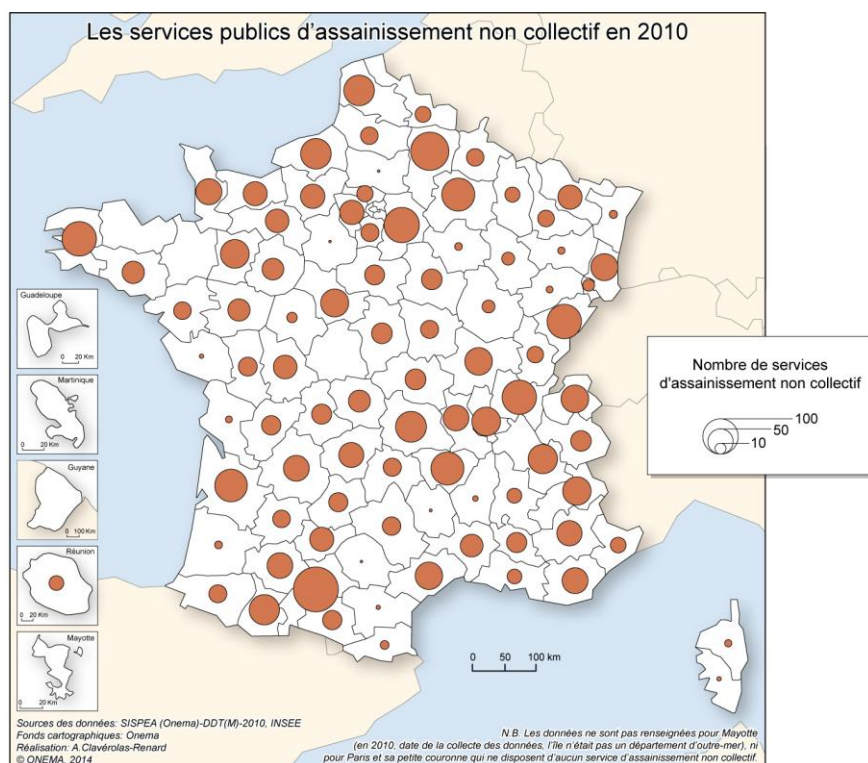 Les services publics d'assainissement non collectif en 2010
Guadeloupe
0 20 Km
Martinique
0 20 Km
Guyane
0 100 Km
Réunion
0 20 Km
Mayotte
0 20 Km
Nombre de services
d'assainissement non collectif
100
50
10
0 50 100 km
Sources des données: SISPEA (Onema)-DDT(M)-2010, INSEE
Fonds cartographiques: Onema
Réalisation: A.Clavérolas-Renard
© ONEMA, 2014
N.B. Les données ne sont pas renseignées pour Mayotte
(en 2010, date de la collecte des données, l'île n'était pas un département d'outre-mer), ni
pour Paris et sa petite couronne qui ne disposent d'aucun service d'assainissement non collectif.